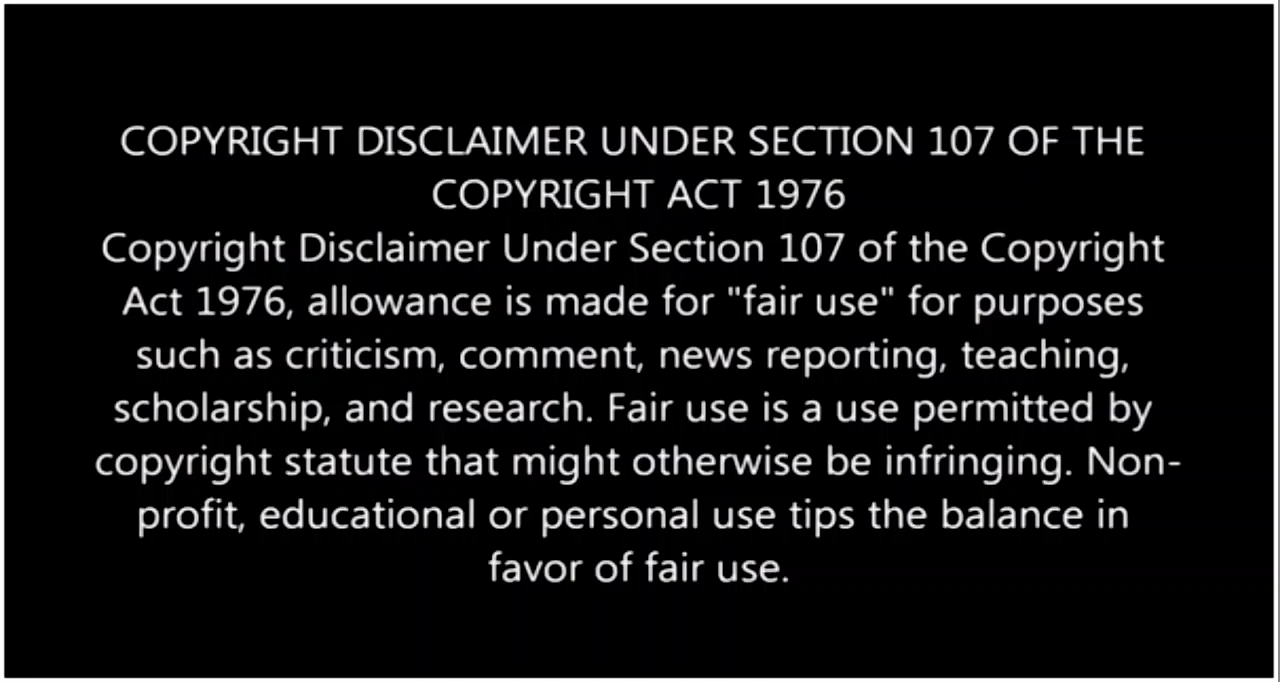 COPYRIGHT DISCLAIMER UNDER SECTION 107 OF THE
COPYRIGHT ACT 1976
Copyright Disclaimer Under Section 107 of the Copyright
Act 1976, allowance is made for "fair use" for purposes
such as criticism, comment, news reporting, teaching,
scholarship, and research. Fair use is a use permitted by
copyright statute that might otherwise be infringing. Non-
profit, educational or personal use tips the balance in
favor of fair use.